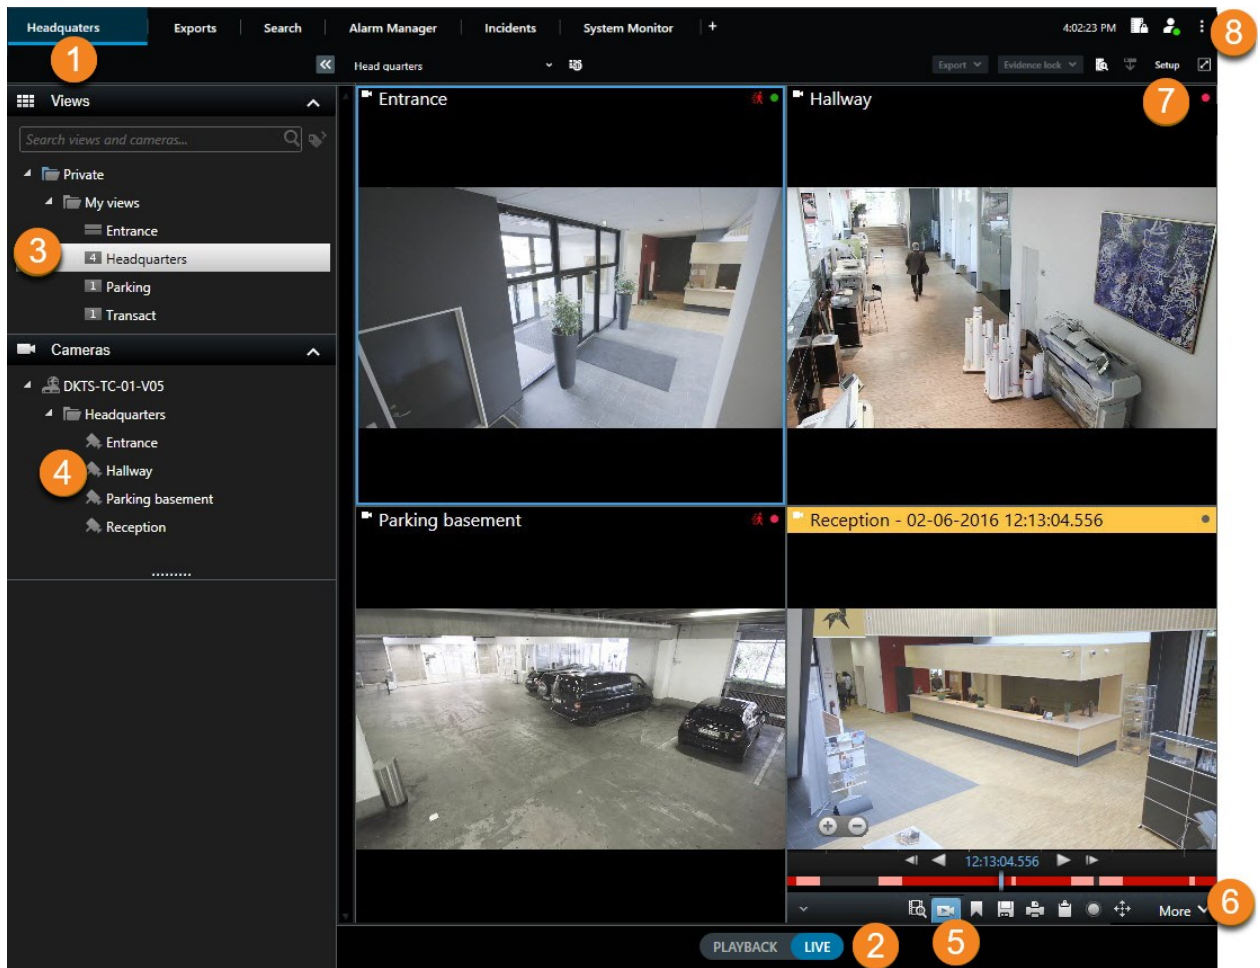 Headquaters
Exports
Search
Alarm Manager
Incidents
System Monitor
+
4:02:23 PM
8
1
Head quarters
Export
Evidence lock
Setup
7
Views
Search views and cameras...
Private
My views
Entrance
3
4 Headquarters
1 Parking
1 Transact
Cameras
DKTS-TC-01-V05
Headquarters
Entrance
4
Hallway
Parking basement
Reception
Entrance
Hallway
Parking basement
Reception - 02-06-2016 12:13:04.556
12:13:04.556
More
6
PLAYBACK
LIVE
2
5